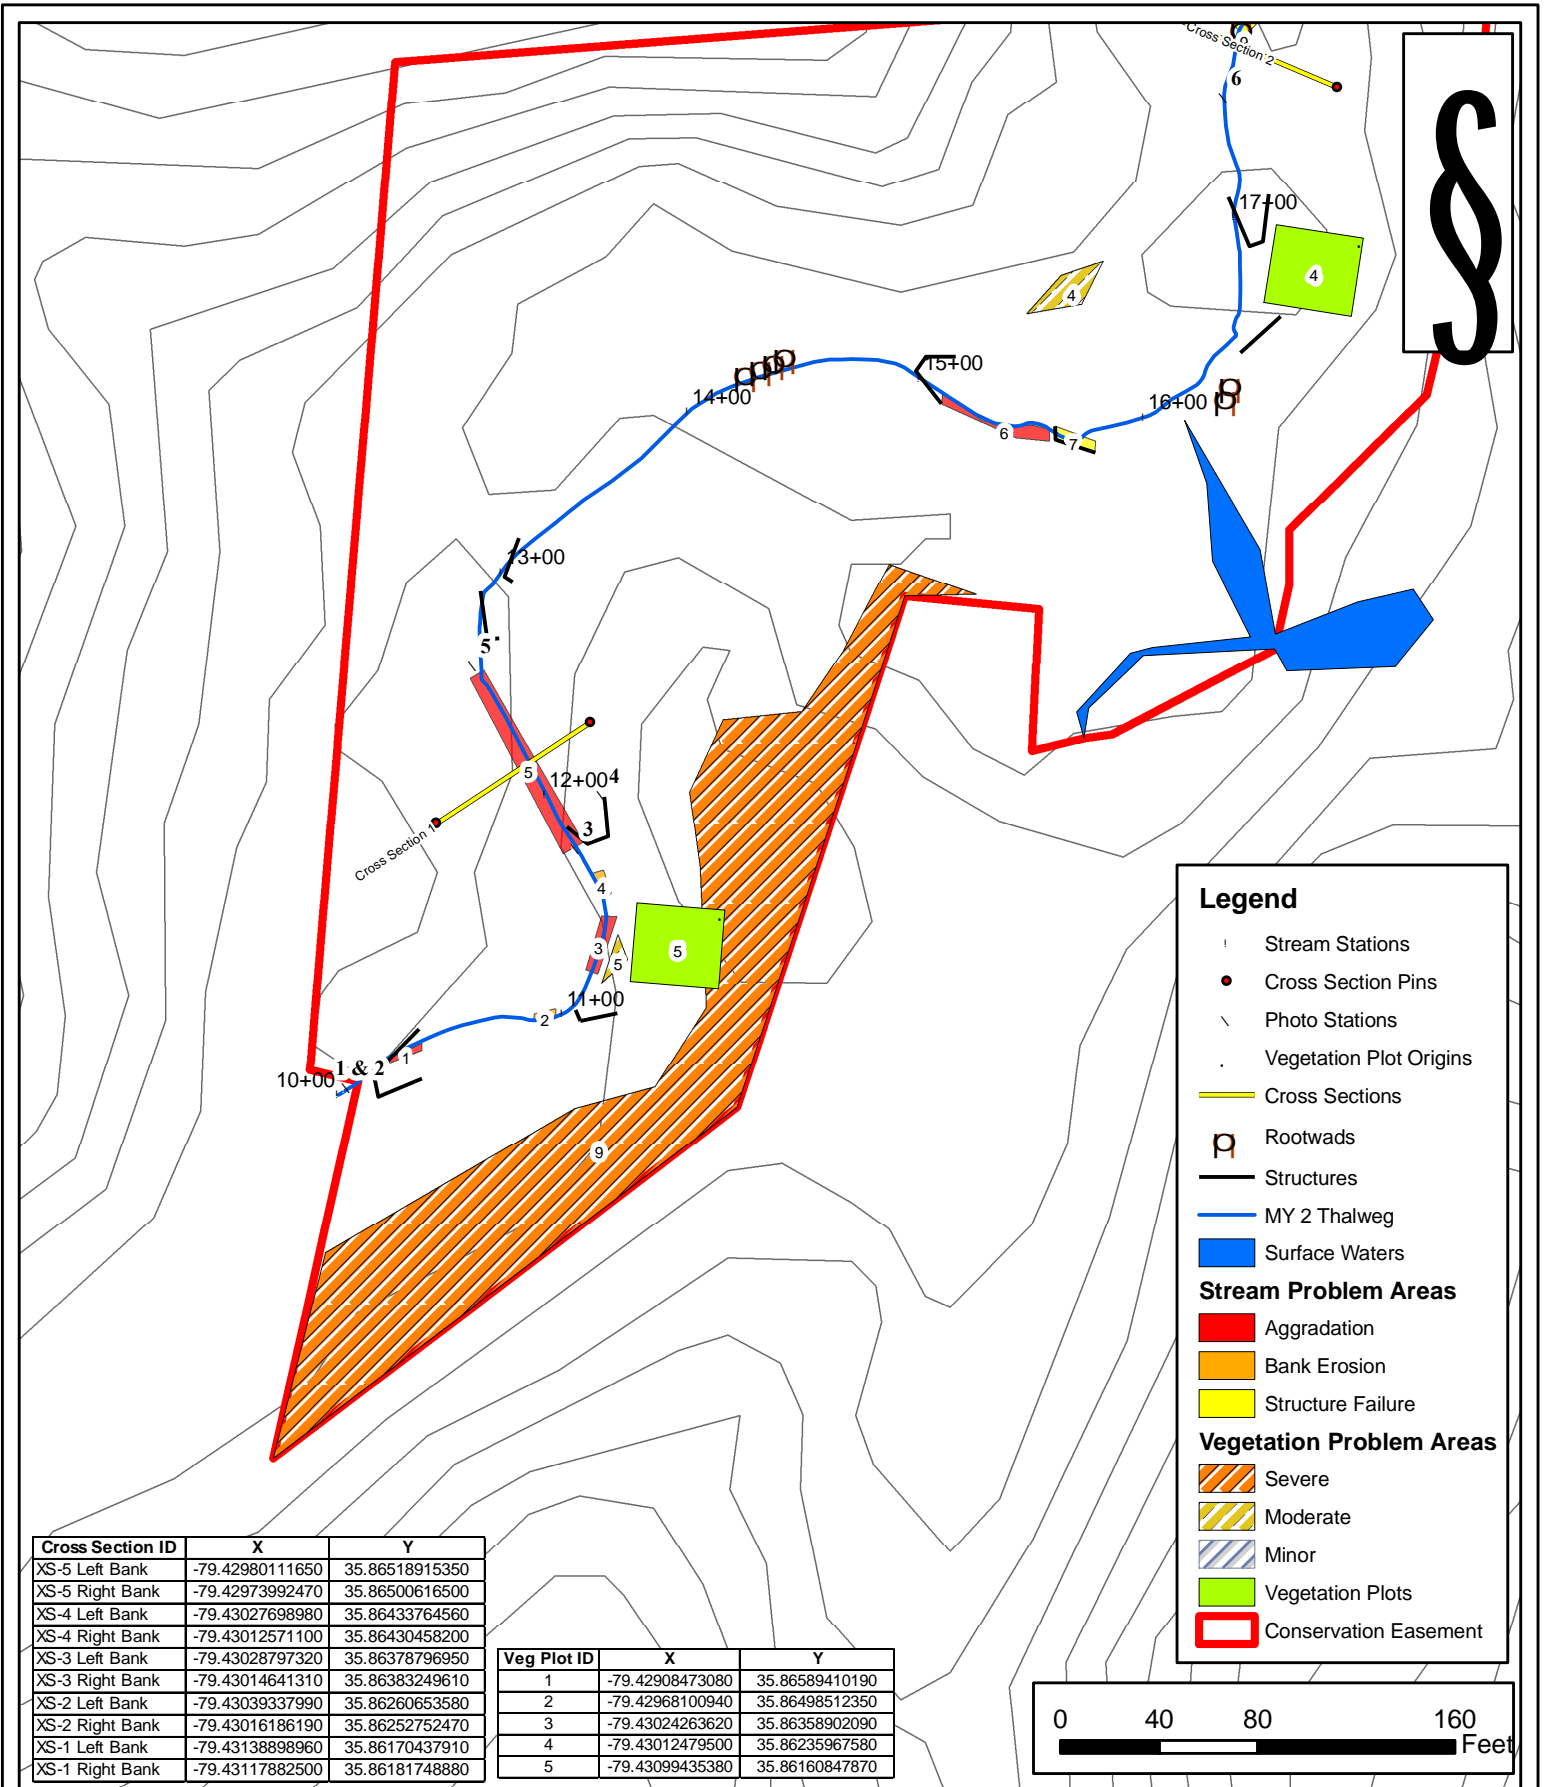 Cross Section 2
8
6
§
17+00
4
4
15+00
14+00
16+00
6
7
13+00
5
5
12+00
4
3
Cross Section 1
4
3
5
5
11+00
2
1
1 & 2
10+00
9
Legend
Stream Stations
Cross Section Pins
Photo Stations
Vegetation Plot Origins
Cross Sections
Rootwads
Structures
MY 2 Thalweg
Surface Waters
Stream Problem Areas
Aggradation
Bank Erosion
Structure Failure
Vegetation Problem Areas
Severe
Moderate
Minor
Vegetation Plots
Conservation Easement
Cross Section ID X Y
XS-5 Left Bank -79.42980111650 35.86518915350
XS-5 Right Bank -79.42973992470 35.86500616500
XS-4 Left Bank -79.43027698980 35.86433764560
XS-4 Right Bank -79.43012571100 35.86430458200
XS-3 Left Bank -79.43028797320 35.86378796950
XS-3 Right Bank -79.43014641310 35.86383249610
XS-2 Left Bank -79.43039337990 35.86260653580
XS-2 Right Bank -79.43016186190 35.86252752470
XS-1 Left Bank -79.43138898960 35.86170437910
XS-1 Right Bank -79.43117882500 35.86181748880
Veg Plot ID X Y
1 -79.42908473080 35.86589410190
2 -79.42968100940 35.86498512350
3 -79.43024263620 35.86358902090
4 -79.43012479500 35.86235967580
5 -79.43099435380 35.86160847870
0 40 80 160
Feet